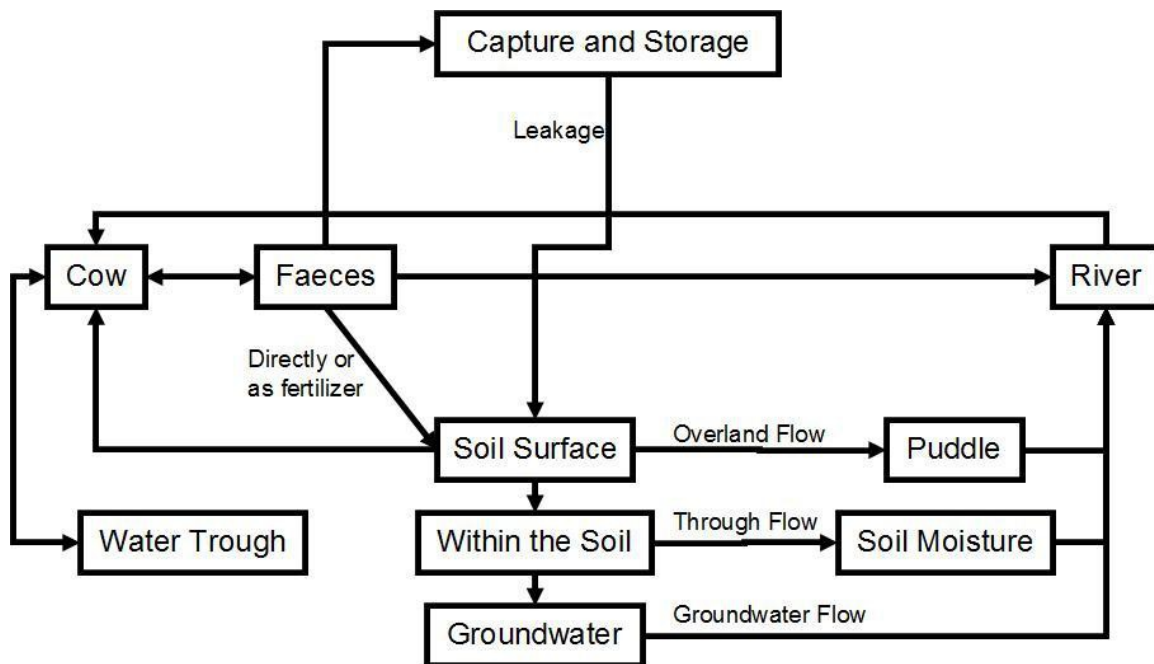 Capture and Storage
Leakage
Cow
Faeces
River
Directly or
as fertilizer
Soil Surface
Overland Flow
Puddle
Water Trough
Within the Soil
Through Flow
Soil Moisture
Groundwater
Groundwater Flow